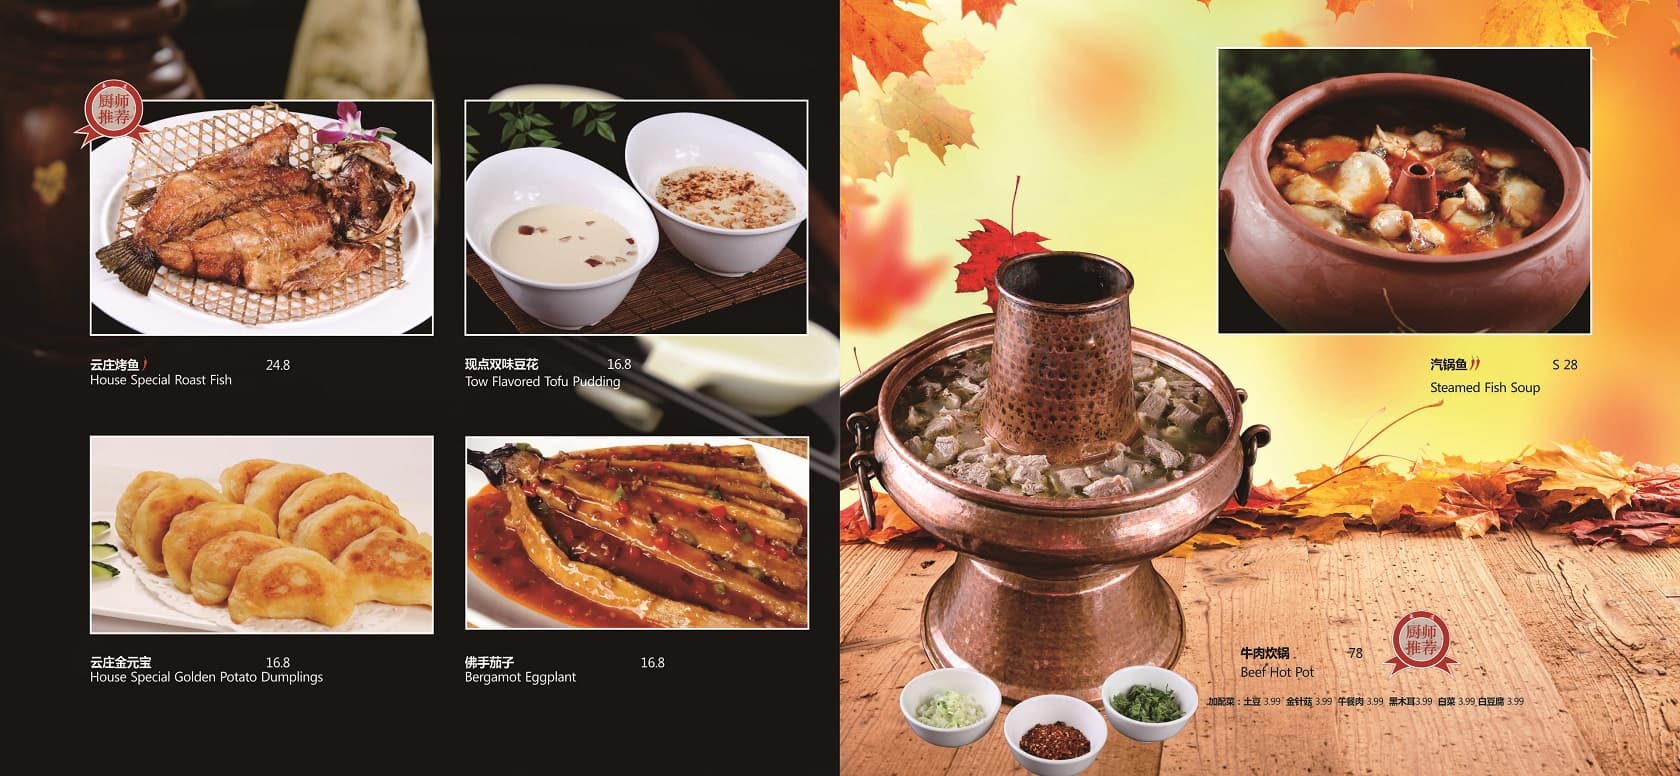 厨师
推荐
云庄烤鱼 24.8
House Special Roast Fish
现点双味豆花 16.8
Tow Flavored Tofu Pudding
云庄金元宝 16.8
House Special Golden Potato Dumplings
佛手茄子 16.8
Bergamot Eggplant
汽锅鱼 S 28
Steamed Fish Soup
牛肉炊锅 78
Beef Hot Pot
厨师
推荐
加配菜：土豆 3.99 金针菇 3.99 午餐肉 3.99 黑木耳3.99 白菜 3.99 白豆腐 3.99